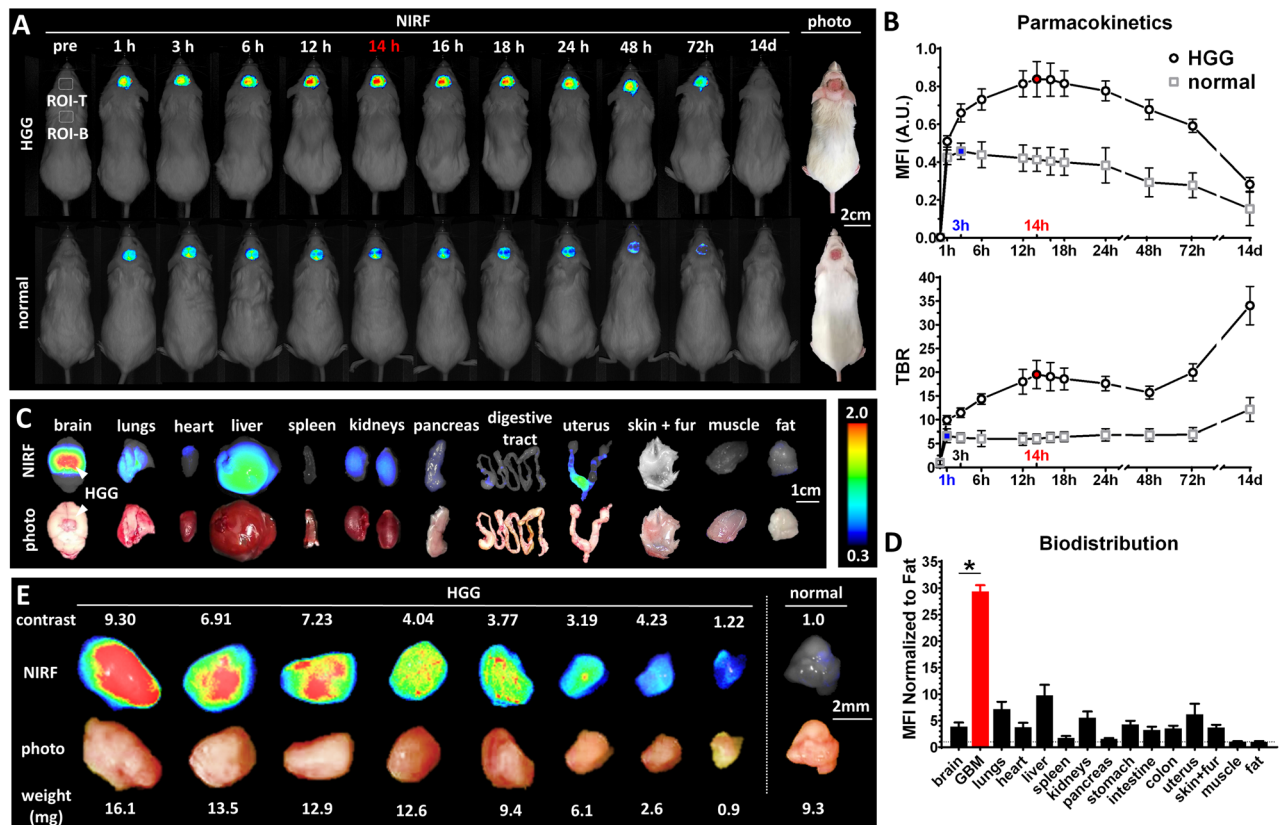 A
NIRF
photo
pre
1 h
3 h
6 h
12 h
14 h
16 h
18 h
24 h
48 h
72h
14d
ROI-T
ROI-B
HGG
2cm
normal
B
Parmacokinetics
HGG
normal
MFI (A.U.)
1.0
0.8
0.6
0.4
0.2
0.0
3h
14h
1h
6h
12h
18h
24h
48h
72h
14d
TBR
40
35
30
25
20
15
10
5
0
3h
14h
1h
6h
12h
18h
24h
48h
72h
14d
C
brain
lungs
heart
liver
spleen
kidneys
pancreas
digestive
tract
uterus
skin + fur
muscle
fat
NIRF
HGG
photo
1cm
2.0
0.3
D
Biodistribution
MFI Normalized to Fat
35
30
25
20
15
10
5
0
*
brain
GBM
lungs
heart
liver
spleen
kidneys
pancreas
stomach
intestine
colon
uterus
skin+fur
muscle
fat
E
HGG
normal
contrast 9.30 6.91 7.23 4.04 3.77 3.19 4.23 1.22 1.0
NIRF
2mm
photo
weight
(mg) 16.1 13.5 12.9 12.6 9.4 6.1 2.6 0.9 9.3